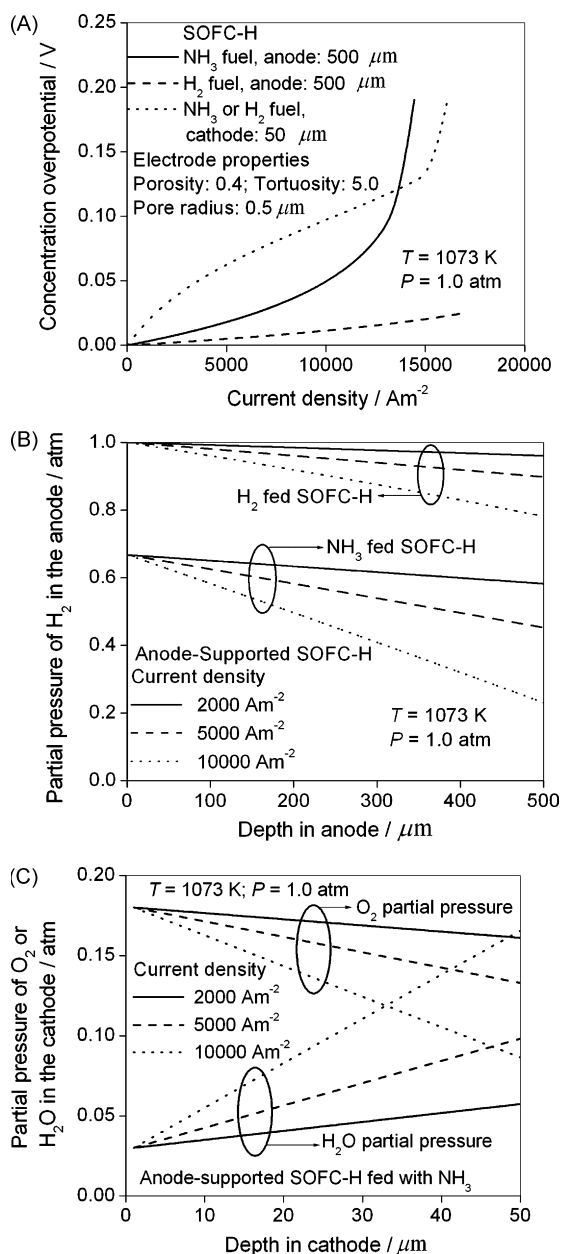 (A)
0.25
0.20
0.15
0.10
0.05
0.00
Concentration overpotential / V
SOFC-H
NH3 fuel, anode: 500 μm
H2 fuel, anode: 500 μm
NH3 or H2 fuel,
cathode: 50 μm
Electrode properties
Porosity: 0.4; Tortuosity: 5.0
Pore radius: 0.5 μm
T = 1073 K
P = 1.0 atm
0 5000 10000 15000 20000
Current density / Am-2
(B)
1.0
0.8
0.6
0.4
0.2
0.0
Partial pressure of H2 in the anode / atm
H2 fed SOFC-H
NH3 fed SOFC-H
Anode-Supported SOFC-H
Current density
2000 Am-2
5000 Am-2
10000 Am-2
T = 1073 K
P = 1.0 atm
0 100 200 300 400 500
Depth in anode / μm
(C)
0.20
0.15
0.10
0.05
0.00
Partial pressure of O2 or
H2O in the cathode / atm
T = 1073 K; P = 1.0 atm
O2 partial pressure
Current density
2000 Am-2
5000 Am-2
10000 Am-2
H2O partial pressure
Anode-supported SOFC-H fed with NH3
0 10 20 30 40 50
Depth in cathode / μm